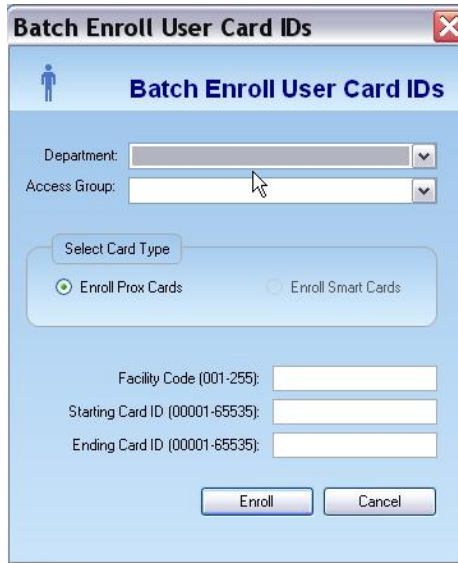 Batch Enroll User Card IDs
Batch Enroll User Card IDs
Department:
Access Group:
Select Card Type
Enroll Prox Cards Enroll Smart Cards
Facility Code (001-255):
Starting Card ID (00001-65535):
Ending Card ID (00001-65535):
Enroll Cancel